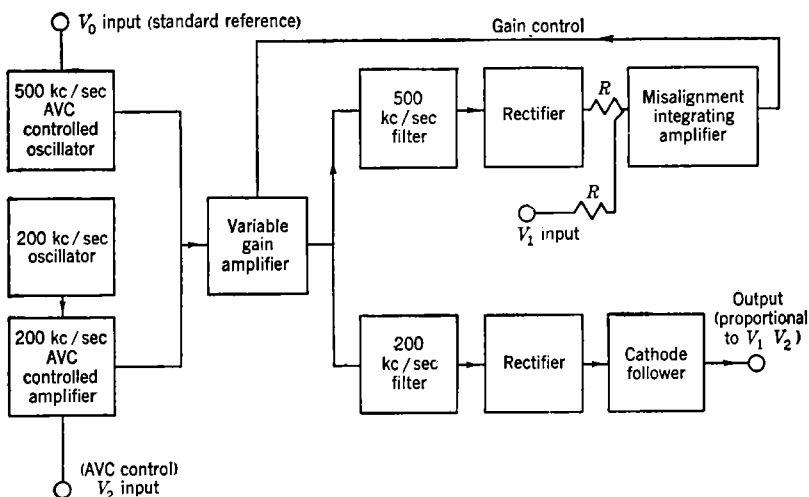 V₀ input (standard reference)
500 kc/sec
AVC
controlled
oscillator
200 kc/sec
oscillator
200 kc/sec
AVC
controlled
amplifier
(AVC control)
V₂ input
Variable
gain
amplifier
Gain control
500
kc/sec
filter
Rectifier
R
Misalignment
integrating
amplifier
R
V₁ input
200
kc/sec
filter
Rectifier
Cathode
follower
Output
(proportional
to V₁ V₂)